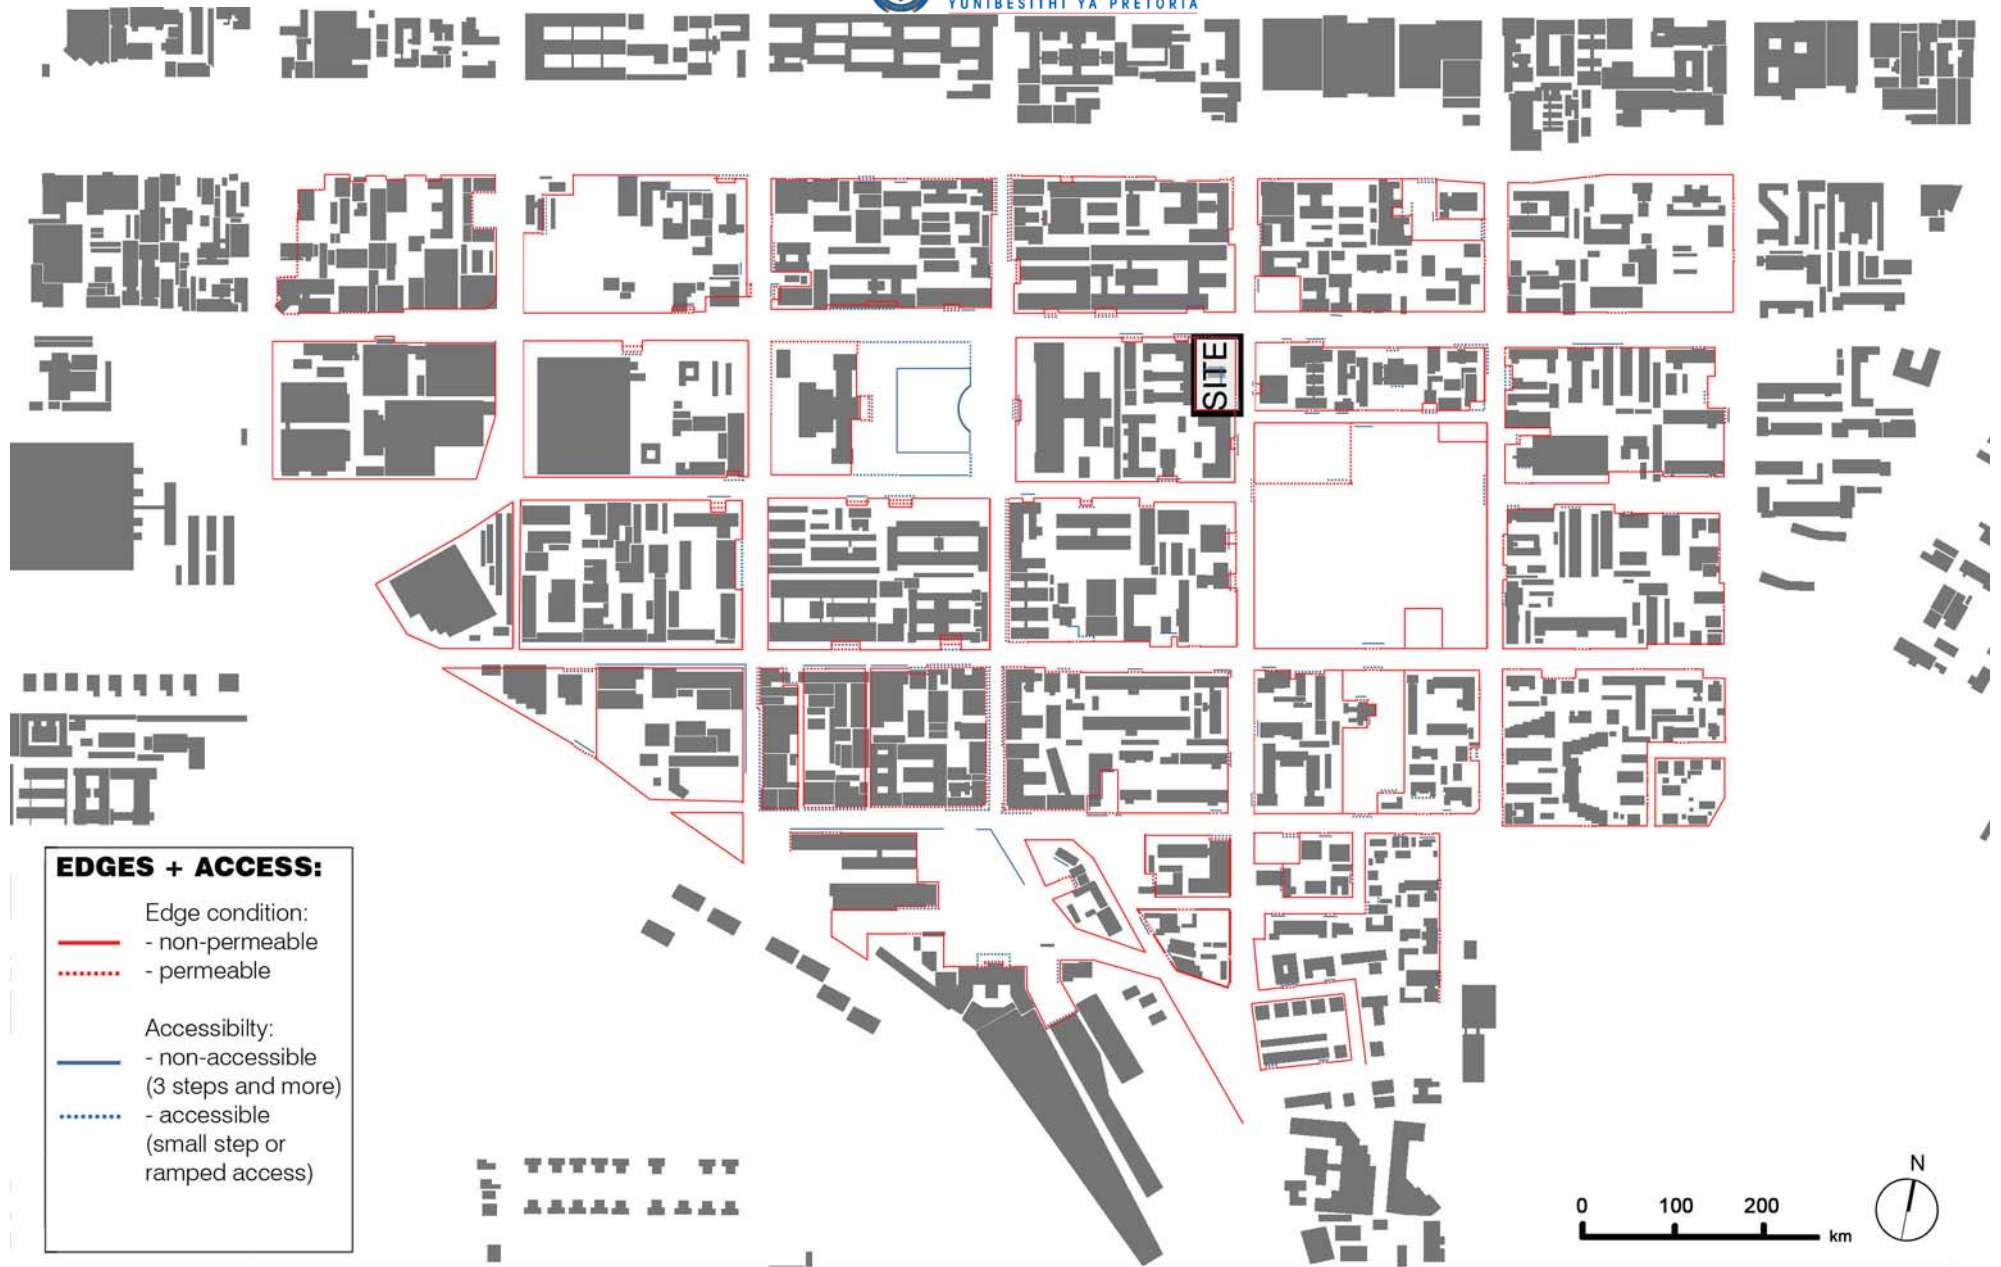 YUNIBESITHI YA PRETORIA
SITE
EDGES + ACCESS:
Edge condition:
- non-permeable
- permeable
Accessibilty:
- non-accessible
(3 steps and more)
- accessible
(small step or
ramped access)
N
0 100 200
km